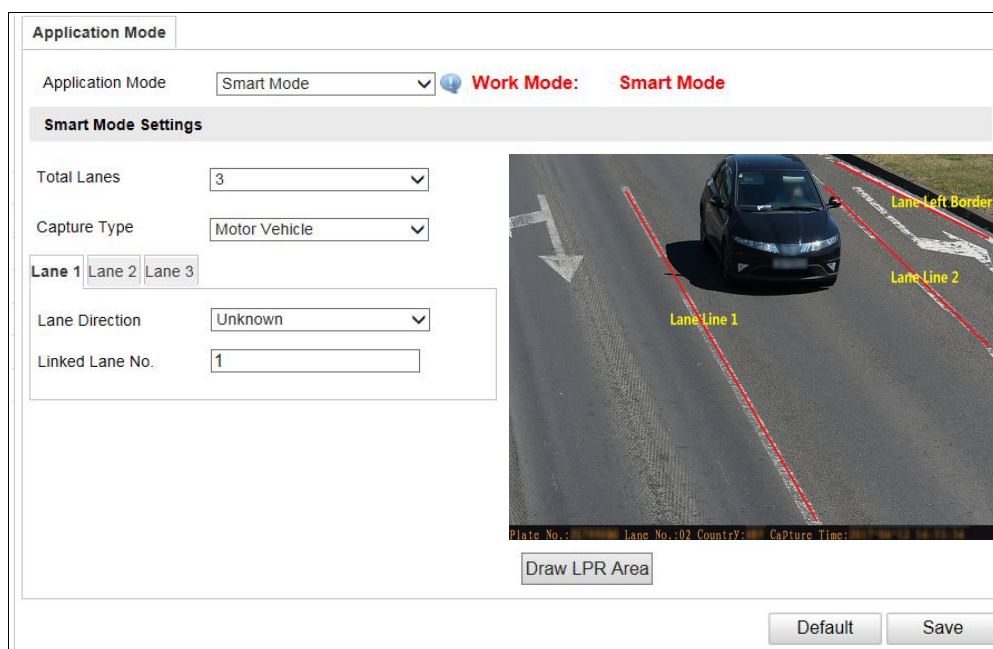 Application Mode
Application Mode Smart Mode Work Mode: Smart Mode
Smart Mode Settings
Total Lanes 3
Capture Type Motor Vehicle
Lane 1 Lane 2 Lane 3
Lane Direction Unknown
Linked Lane No. 1
Lane Left Border
Lane Line 2
Lane Line 1
Plate No.: Lane No.:02 Country: CaPture Time:
Draw LPR Area
Default Save